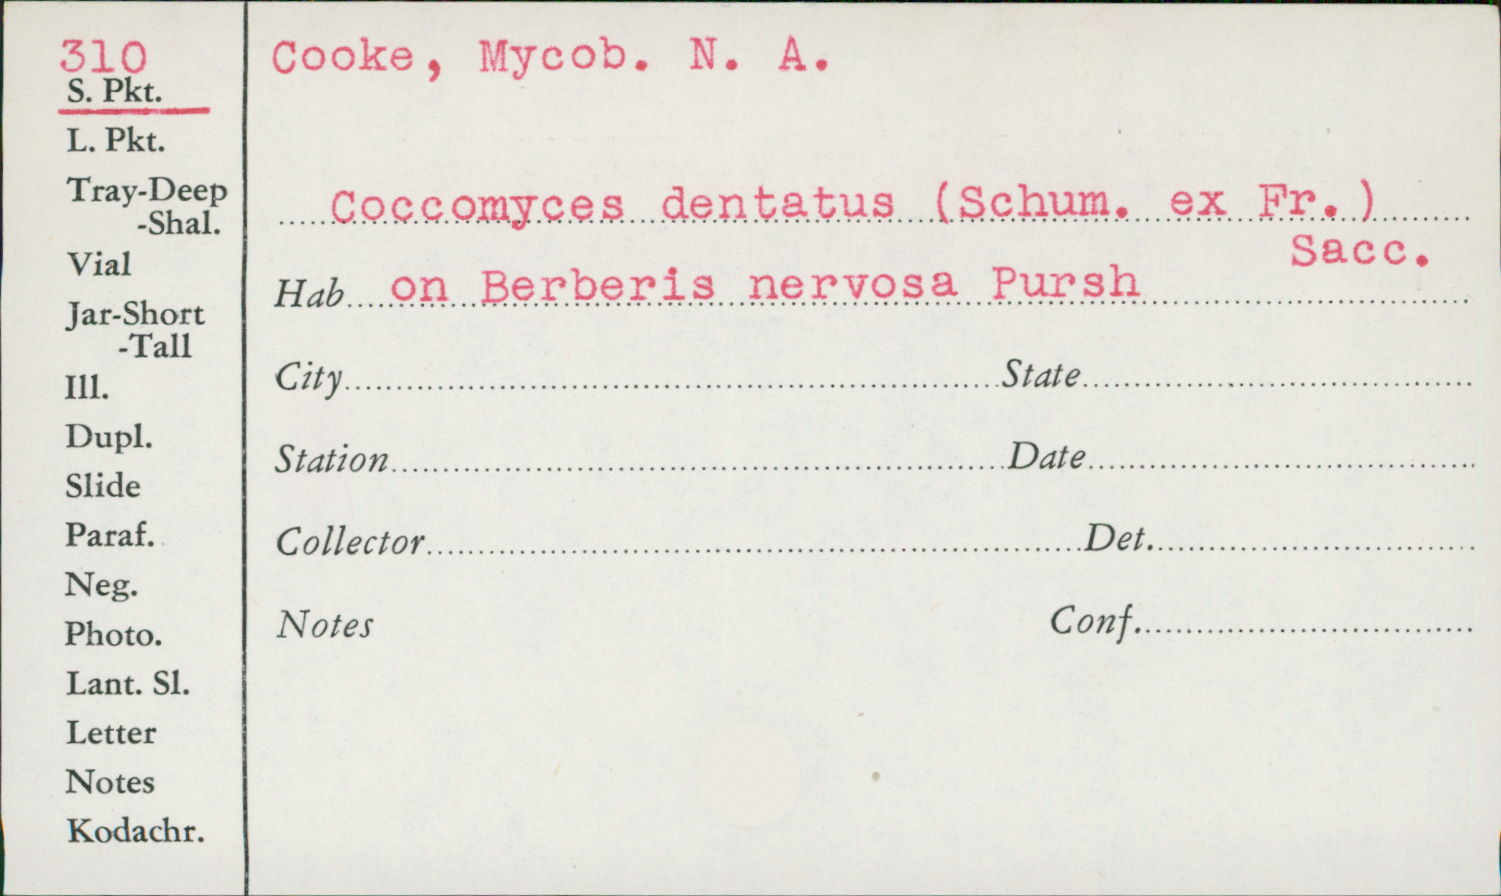 310
S. Pkt.
L. Pkt.
Tray-Deep
-Shal.
Vial
Jar-Short
-Tall
Ill.
Dupl.
Slide
Paraf.
Neg.
Photo.
Lant. Sl.
Letter
Notes
Kodachr.
Cooke, Mycob. N. A.
Coccomyces dentatus (Schum. ex Fr.)
Sacc.
Hab on Berberis nervosa Pursh
City State
Station Date
Collector Det.
Notes Conf.